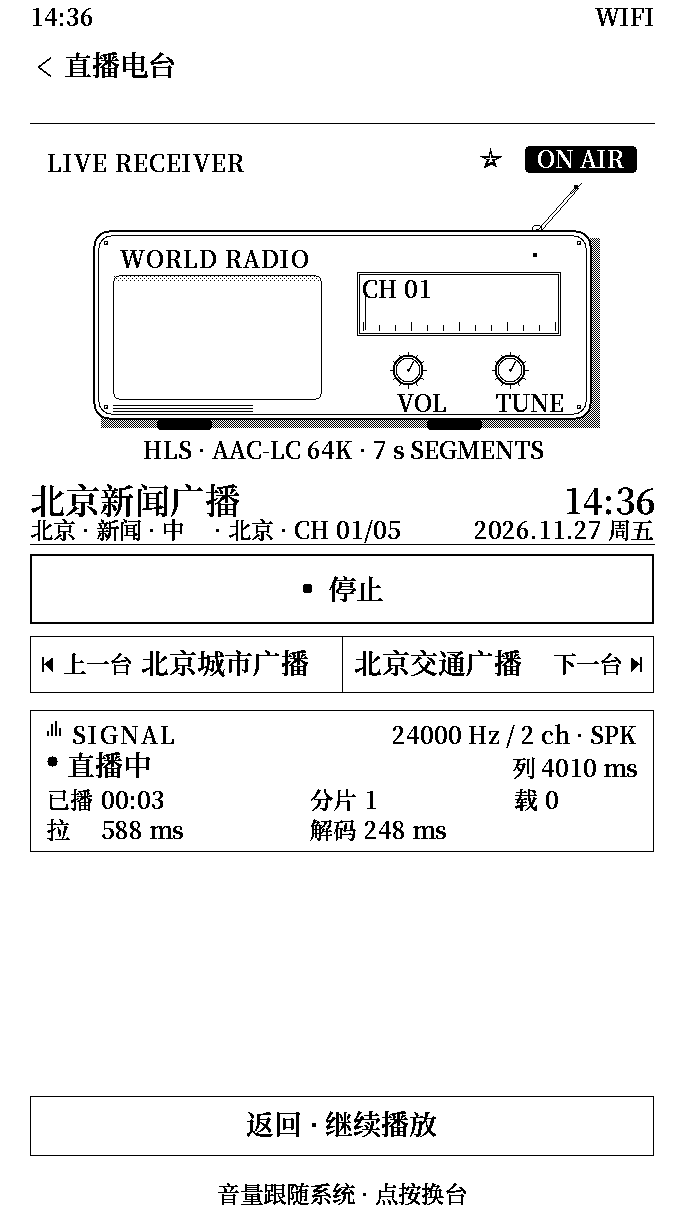 14:36 WIFI
< 直播电台
LIVE RECEIVER ON AIR
WORLD RADIO
CH 01
VOL TUNE
HLS · AAC-LC 64K · 7 s SEGMENTS
北京新闻广播 14:36
北京 · 新闻 · 中 · 北京 · CH 01/05 2026.11.27 周五
停止
上一台 北京城市广播 北京交通广播 下一台
SIGNAL 24000 Hz / 2 ch · SPK
直播中 列 4010 ms
已播 00:03 分片 1 载 0
拉 588 ms 解码 248 ms
返回 · 继续播放
音量跟随系统 · 点按换台